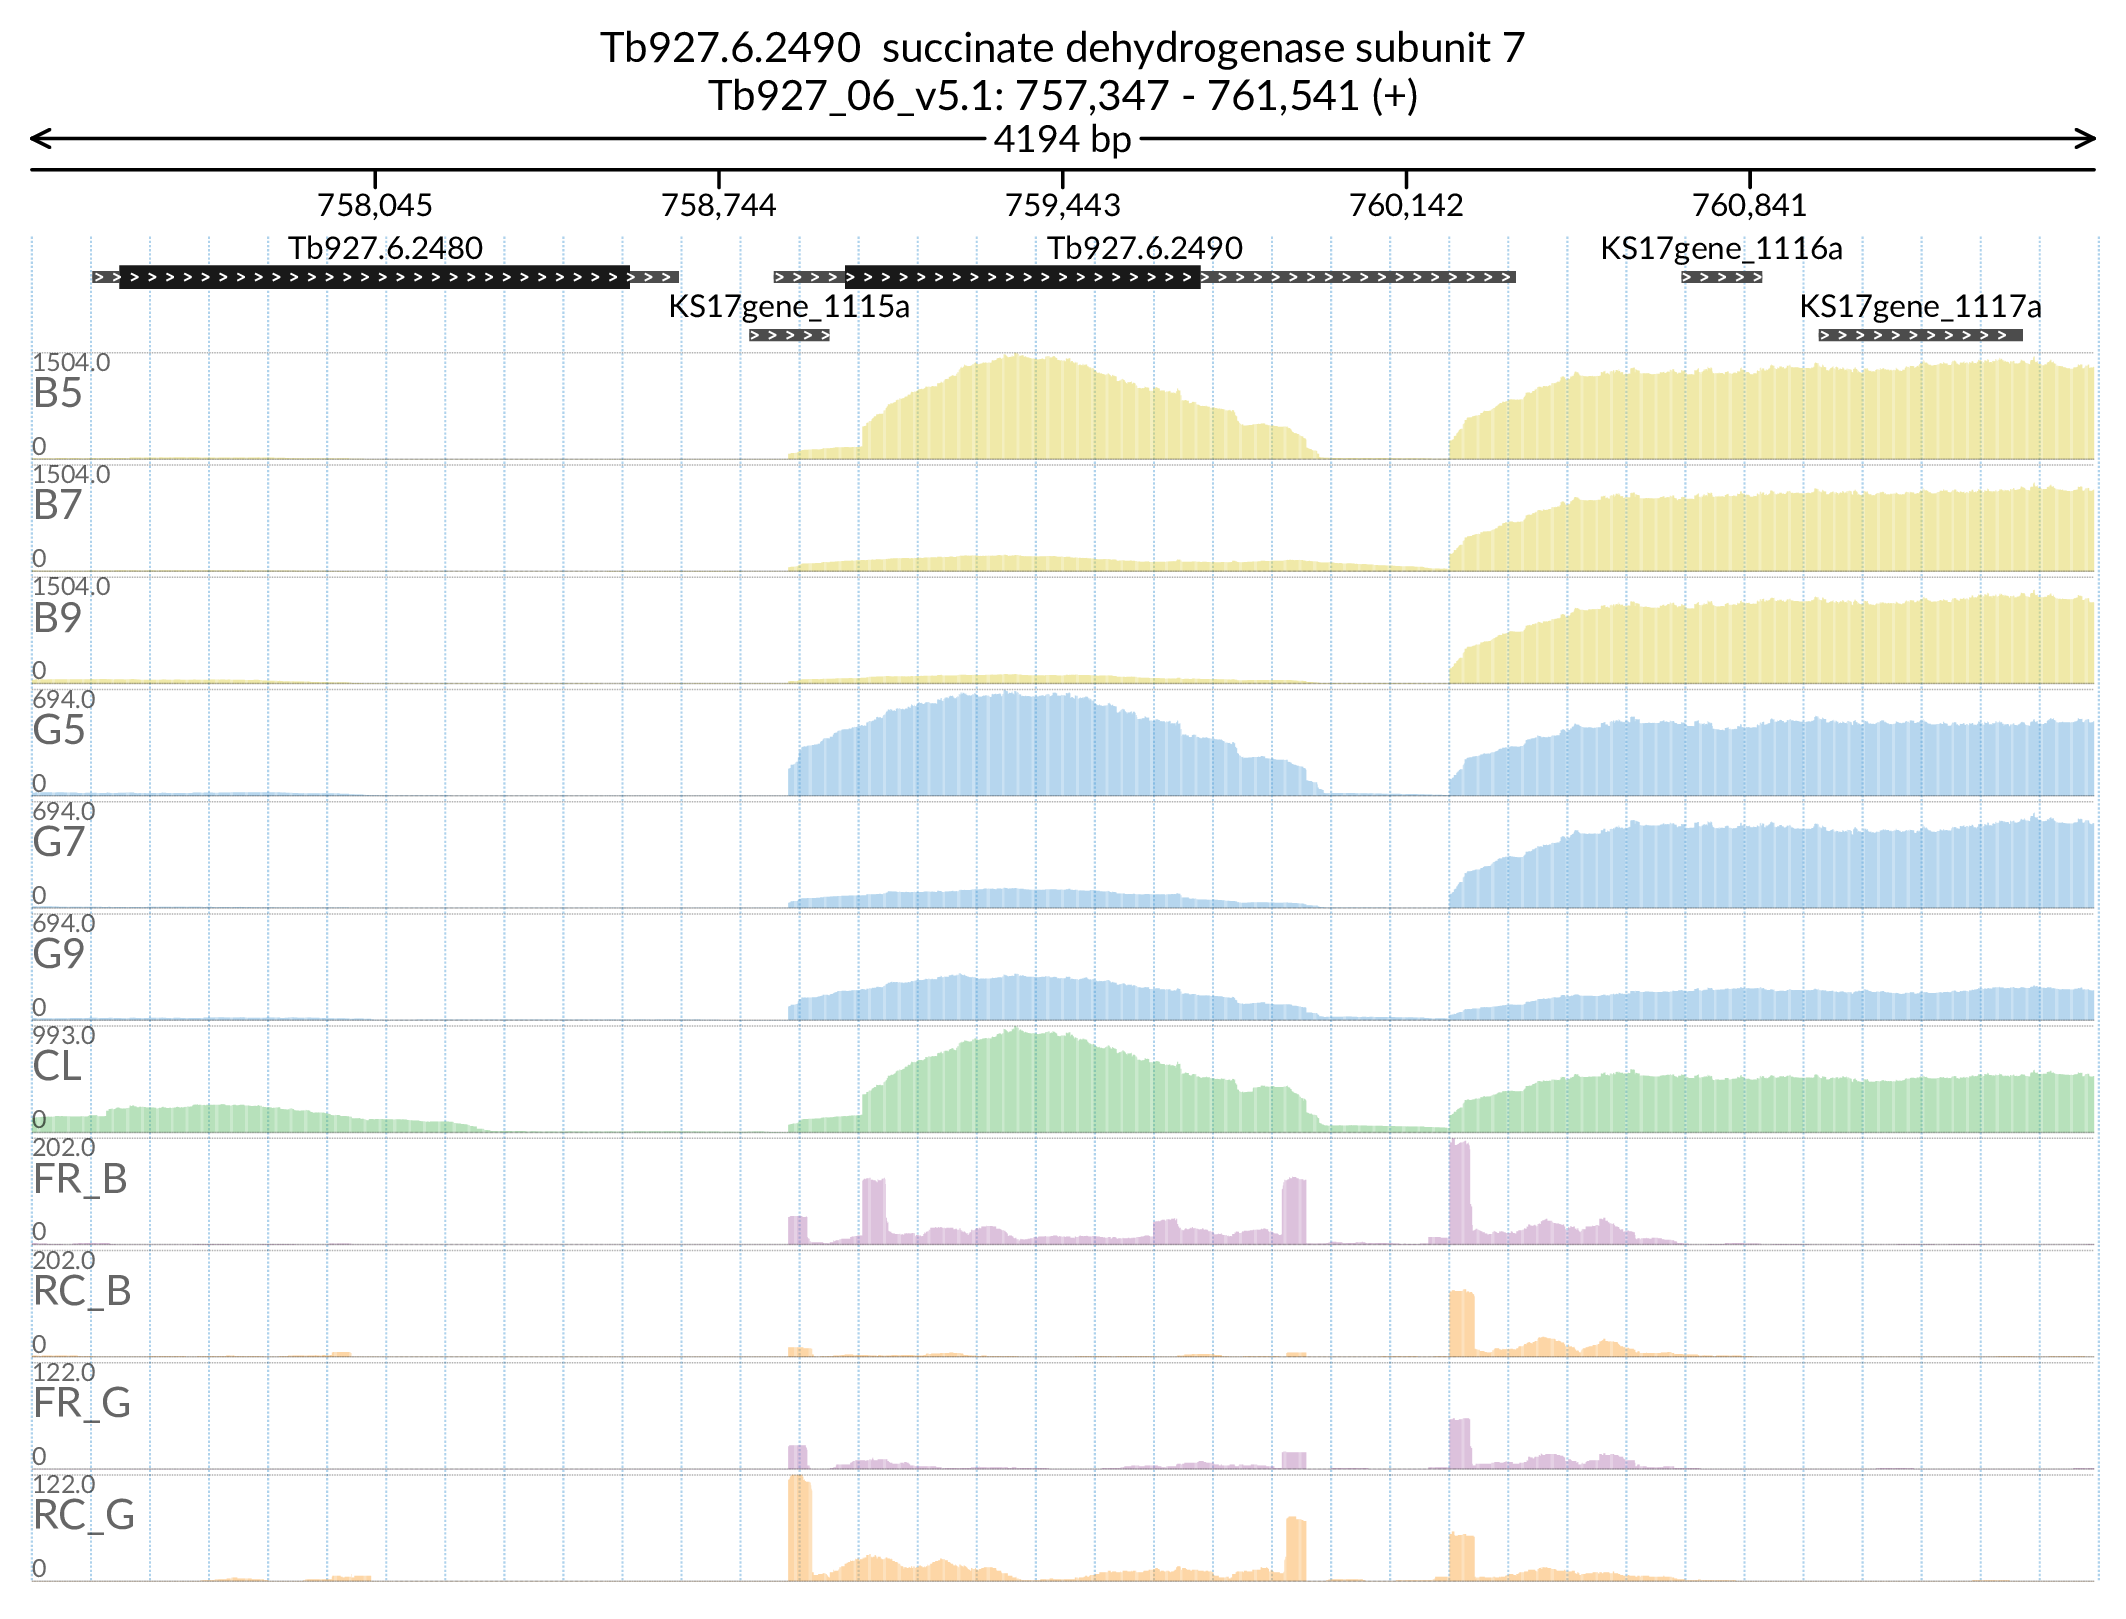 Tb927.6.2490  succinate dehydrogenase subunit 7
Tb927_06_v5.1: 757,347 - 761,541 (+)
4194 bp
758,045 758,744 759,443 760,142 760,841
Tb927.6.2480 Tb927.6.2490 KS17gene_1116a
KS17gene_1115a KS17gene_1117a
1504.0
B5
0
1504.0
B7
0
1504.0
B9
0
694.0
G5
0
694.0
G7
0
694.0
G9
0
993.0
CL
0
202.0
FR_B
0
202.0
RC_B
0
122.0
FR_G
0
122.0
RC_G
0